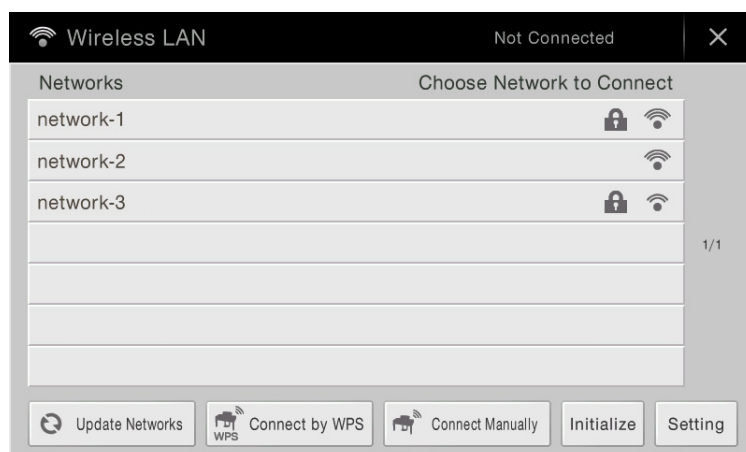 Wireless LAN Not Connected
Networks Choose Network to Connect
network-1
network-2
network-3
1/1
Update Networks WPS Connect by WPS Connect Manually Initialize Setting